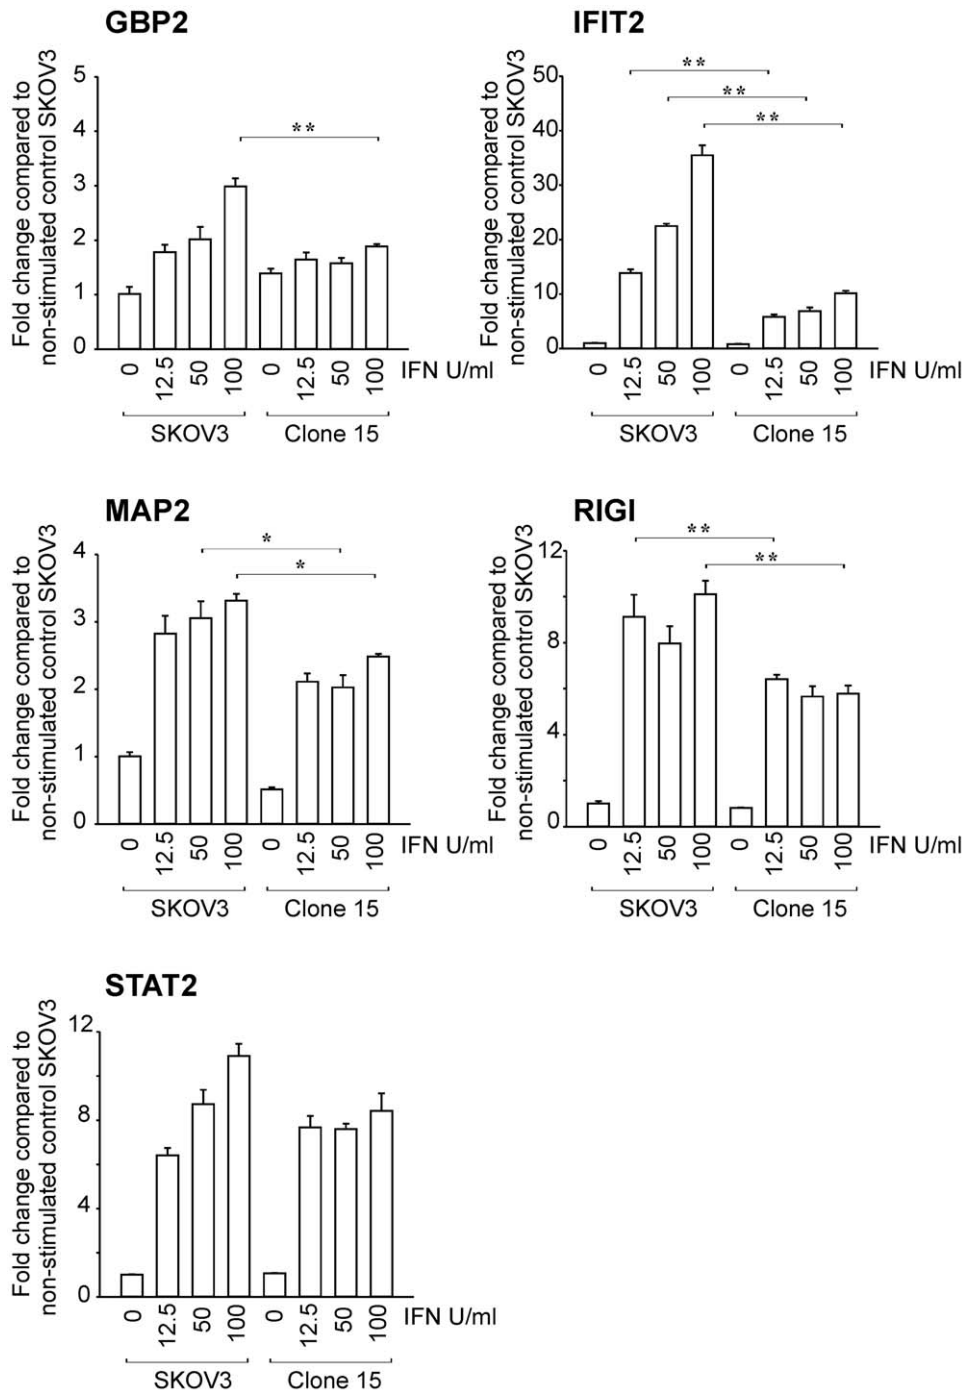 GBP2
Fold change compared to
non-stimulated control SKOV3
5
4
3
2
1
0
**
0 12.5 50 100 0 12.5 50 100 IFN U/ml
SKOV3 Clone 15
IFIT2
Fold change compared to
non-stimulated control SKOV3
50
40
30
20
10
0
**
**
**
0 12.5 50 100 0 12.5 50 100 IFN U/ml
SKOV3 Clone 15
MAP2
Fold change compared to
non-stimulated control SKOV3
4
3
2
1
0
*
*
0 12.5 50 100 0 12.5 50 100 IFN U/ml
SKOV3 Clone 15
RIGI
Fold change compared to
non-stimulated control SKOV3
12
8
4
0
**
**
0 12.5 50 100 0 12.5 50 100 IFN U/ml
SKOV3 Clone 15
STAT2
Fold change compared to
non-stimulated control SKOV3
12
8
4
0
0 12.5 50 100 0 12.5 50 100 IFN U/ml
SKOV3 Clone 15